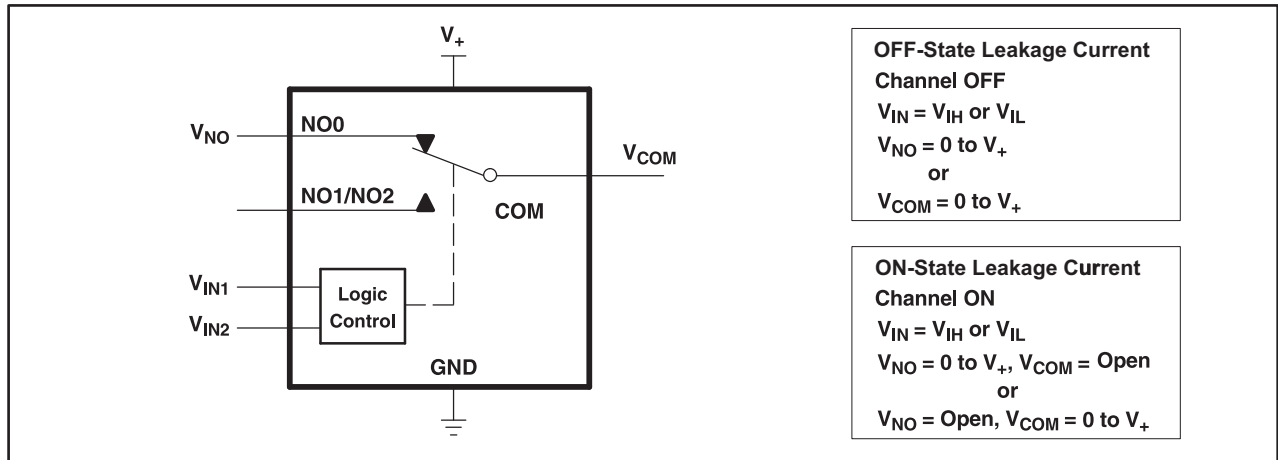 V+
VNO
NO0
VCOM
NO1/NO2
COM
VIN1
VIN2
Logic
Control
GND
OFF-State Leakage Current
Channel OFF
VIN = VIH or VIL
VNO = 0 to V+
or
VCOM = 0 to V+
ON-State Leakage Current
Channel ON
VIN = VIH or VIL
VNO = 0 to V+, VCOM = Open
or
VNO = Open, VCOM = 0 to V+